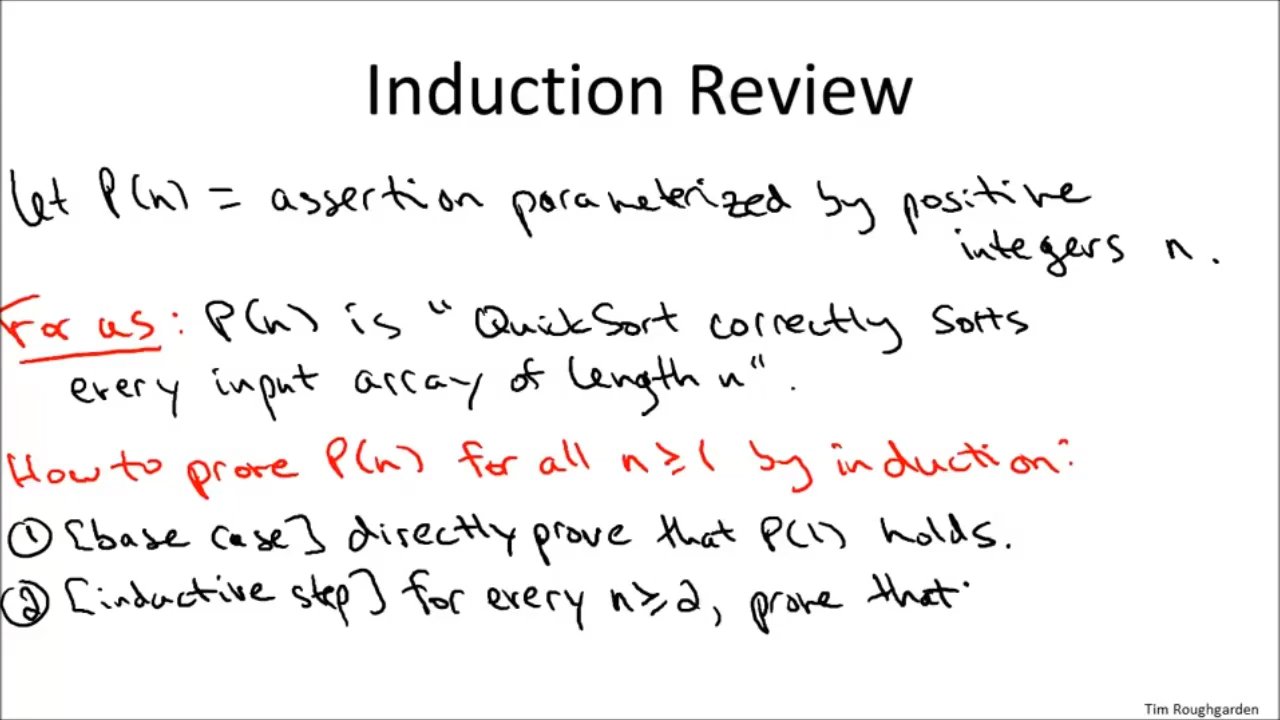 Induction Review
Let P(n) = assertion parameterized by positive
integers n.
For us: P(n) is "QuickSort correctly sorts
every input array of length n".
How to prove P(n) for all n≥1 by induction:
① [base case] directly prove that P(1) holds.
② [inductive step] for every n≥2, prove that:
Tim Roughgarden